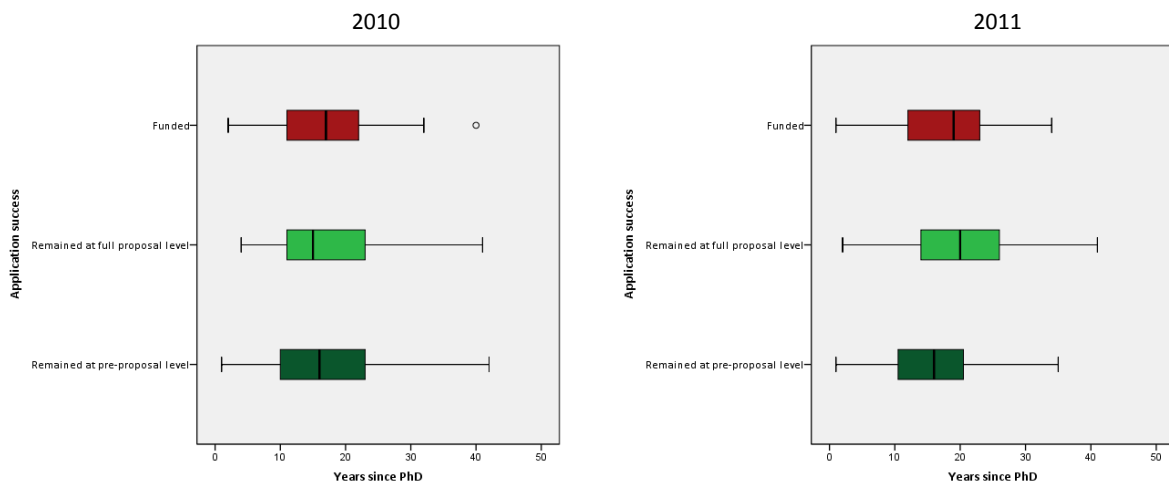 2010
Funded
Remained at full proposal level
Remained at pre-proposal level
Application success
0 10 20 30 40 50
Years since PhD
2011
Funded
Remained at full proposal level
Remained at pre-proposal level
Application success
0 10 20 30 40 50
Years since PhD